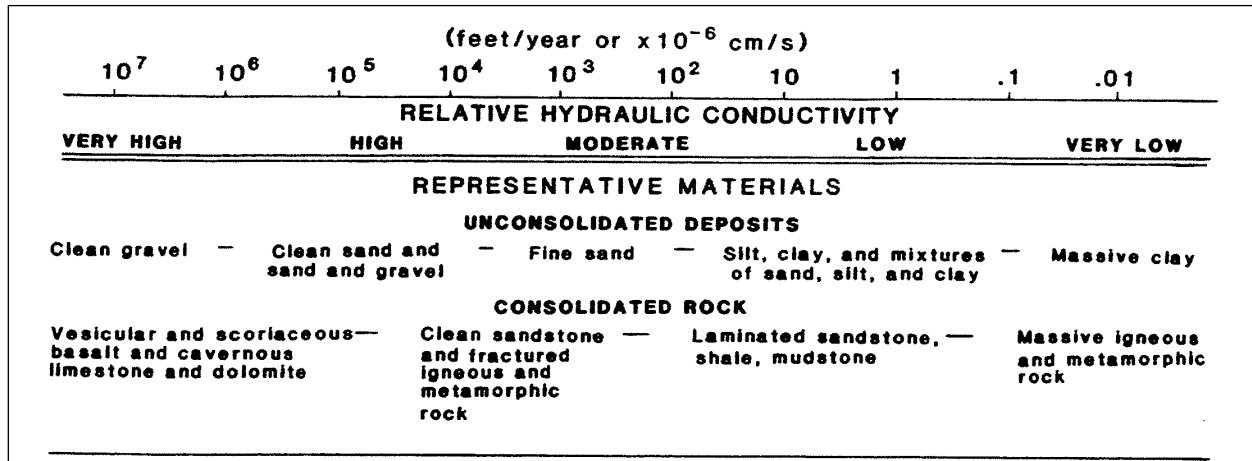 (feet/year or x10⁻⁶ cm/s)
10⁷ 10⁶ 10⁵ 10⁴ 10³ 10² 10 1 .1 .01
RELATIVE HYDRAULIC CONDUCTIVITY
VERY HIGH HIGH MODERATE LOW VERY LOW
REPRESENTATIVE MATERIALS
UNCONSOLIDATED DEPOSITS
Clean gravel — Clean sand and — Fine sand — Silt, clay, and mixtures — Massive clay
sand and gravel of sand, silt, and clay
CONSOLIDATED ROCK
Vesicular and scoriaceous — Clean sandstone — Laminated sandstone, — Massive igneous
basalt and cavernous and fractured shale, mudstone and metamorphic
limestone and dolomite igneous and rock
metamorphic
rock